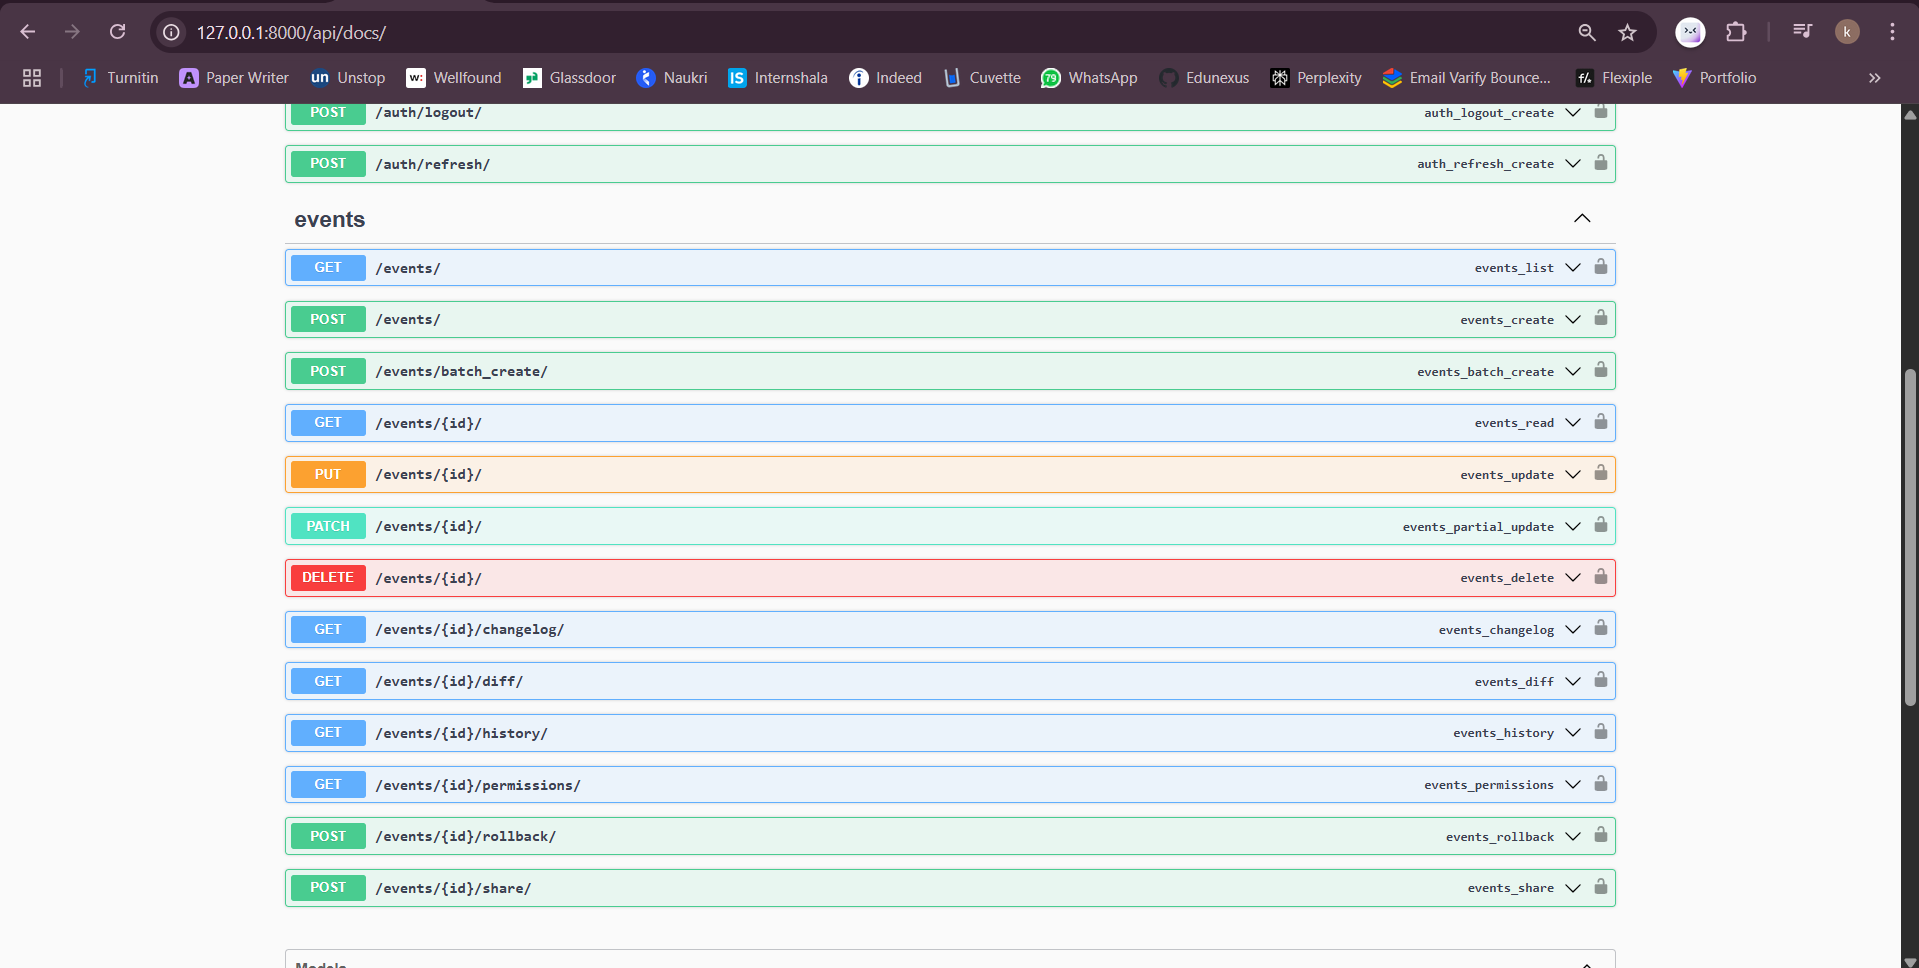 127.0.0.1:8000/api/docs/
k
Turnitin A Paper Writer un Unstop w: Wellfound Glassdoor Naukri IS Internshala Indeed Cuvette 79 WhatsApp Edunexus Perplexity Email Varify Bounce... f/. Flexiple Portfolio »
POST /auth/logout/ auth_logout_create
POST /auth/refresh/ auth_refresh_create
events
GET /events/ events_list
POST /events/ events_create
POST /events/batch_create/ events_batch_create
GET /events/{id}/ events_read
PUT /events/{id}/ events_update
PATCH /events/{id}/ events_partial_update
DELETE /events/{id}/ events_delete
GET /events/{id}/changelog/ events_changelog
GET /events/{id}/diff/ events_diff
GET /events/{id}/history/ events_history
GET /events/{id}/permissions/ events_permissions
POST /events/{id}/rollback/ events_rollback
POST /events/{id}/share/ events_share
Models